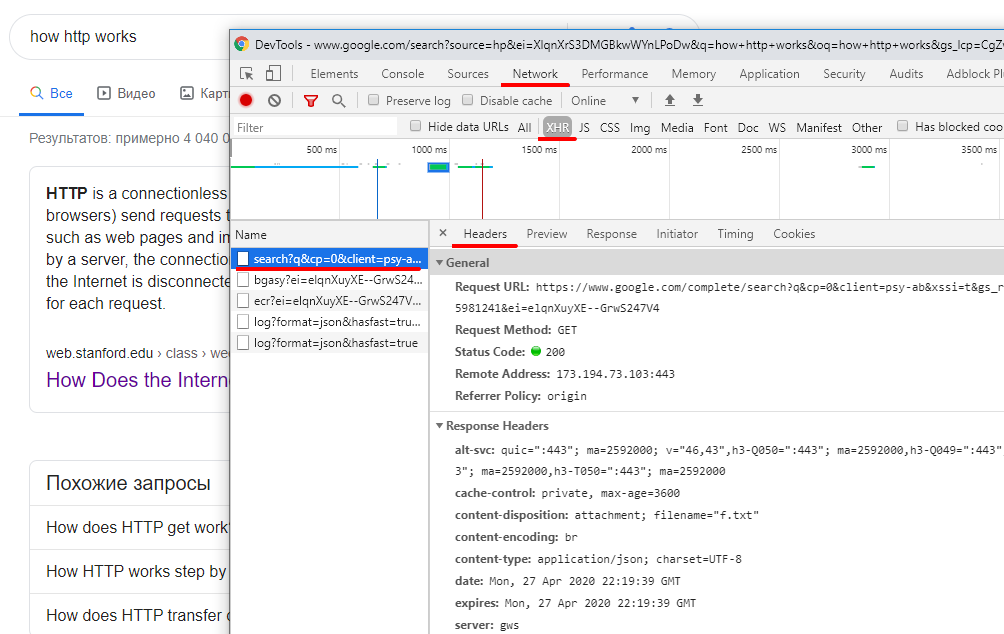 how http works
DevTools - www.google.com/search?source=hp&ei=XlqnXrS3DMGBkwWYnLPoDw&q=how+http+works&oq=how+http+works&gs_lcp=CgZ
Elements Console Sources Network Performance Memory Application Security Audits Adblock Pl
Все Видео Карт
Preserve log Disable cache Online
Filter Hide data URLs All XHR JS CSS Img Media Font Doc WS Manifest Other Has blocked coo
Результатов: примерно 4 040 0
500 ms 1000 ms 1500 ms 2000 ms 2500 ms 3000 ms 3500 ms
HTTP is a connectionless
browsers) send requests t
such as web pages and im
by a server, the connectio
the Internet is disconnecte
for each request.
web.stanford.edu › class › we
How Does the Intern
Похожие запросы
How does HTTP get work
How HTTP works step by
How does HTTP transfer
Name
search?q&cp=0&client=psy-a...
bgasy?ei=elqnXuyXE--GrwS24...
ecr?ei=elqnXuyXE--GrwS247V...
log?format=json&hasfast=tru...
log?format=json&hasfast=true
× Headers Preview Response Initiator Timing Cookies
General
Request URL: https://www.google.com/complete/search?q&cp=0&client=psy-ab&xssi=t&gs_r
5981241&ei=elqnXuyXE--GrwS247V4
Request Method: GET
Status Code: 200
Remote Address: 173.194.73.103:443
Referrer Policy: origin
Response Headers
alt-svc: quic=":443"; ma=2592000; v="46,43",h3-Q050=":443"; ma=2592000,h3-Q049=":443"
3"; ma=2592000,h3-T050=":443"; ma=2592000
cache-control: private, max-age=3600
content-disposition: attachment; filename="f.txt"
content-encoding: br
content-type: application/json; charset=UTF-8
date: Mon, 27 Apr 2020 22:19:39 GMT
expires: Mon, 27 Apr 2020 22:19:39 GMT
server: gws